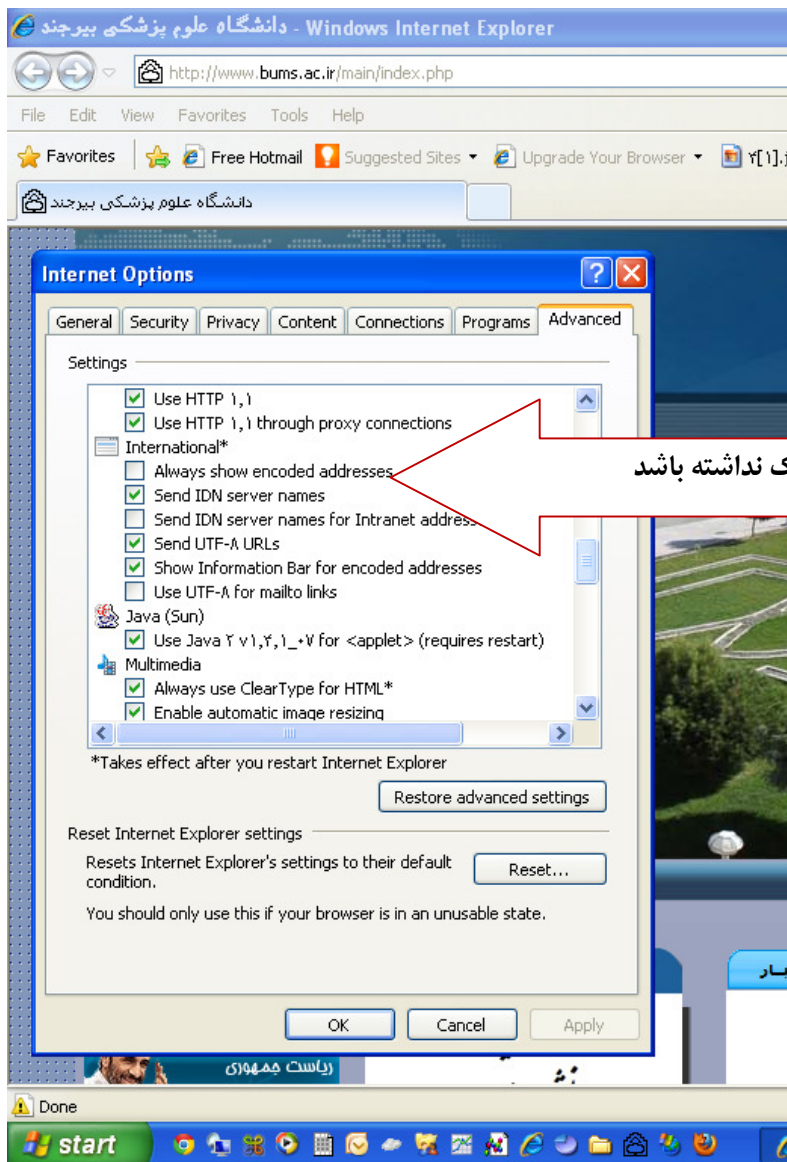 دانشگاه علوم پزشکی بیرجند - Windows Internet Explorer
http://www.bums.ac.ir/main/index.php
File Edit View Favorites Tools Help
Favorites Free Hotmail Suggested Sites Upgrade Your Browser ۴[۱].j
دانشگاه علوم پزشکی بیرجند
Internet Options
General Security Privacy Content Connections Programs Advanced
Settings
Use HTTP ۱,۱
Use HTTP ۱,۱ through proxy connections
International*
Always show encoded addresses
ک نداشته باشد
Send IDN server names
Send IDN server names for Intranet addres
Send UTF-۸ URLs
Show Information Bar for encoded addresses
Use UTF-۸ for mailto links
Java (Sun)
Use Java ۲ v۱,۴,۱_۰۷ for <applet> (requires restart)
Multimedia
Always use ClearType for HTML*
Enable automatic image resizing
*Takes effect after you restart Internet Explorer
Restore advanced settings
Reset Internet Explorer settings
Resets Internet Explorer's settings to their default
condition.
Reset...
You should only use this if your browser is in an unusable state.
OK Cancel Apply
ریاست جمهوری
Done
start